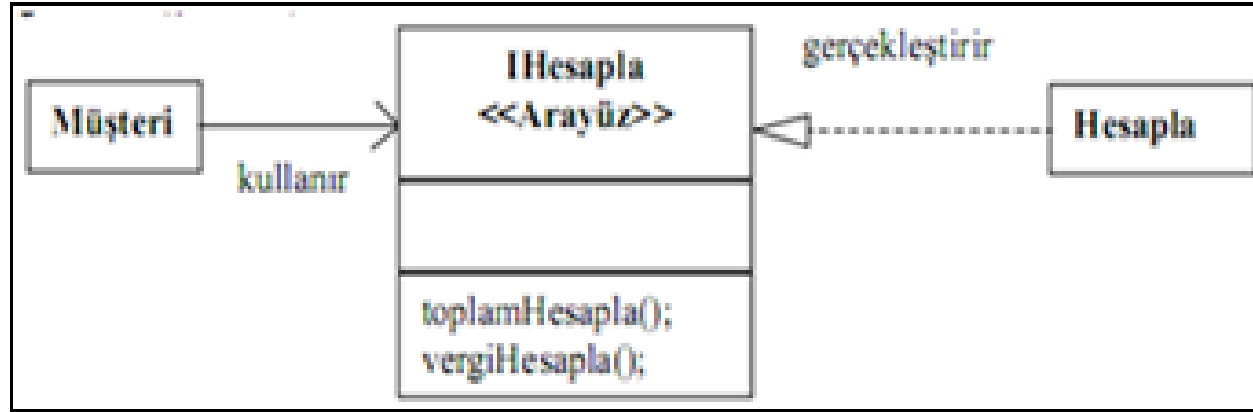 Müşteri
kullanır
IHesapla
<<Arayüz>>
toplamHesapla();
vergiHesapla();
gerçekleştirir
Hesapla